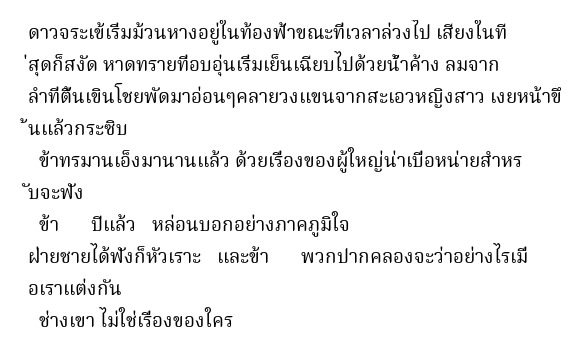 ดาวจระเข้เริ่มม้วนหางอยู่ในท้องฟ้าขณะที่เวลาล่วงไป เสียงในที
่สุดก็สงัด หาดทรายที่อบอุ่นเริ่มเย็นเฉียบไปด้วยน้ำค้าง ลมจาก
ลำที่ตื้นเขินโชยพัดมาอ่อนๆคลายวงแขนจากสะเอวหญิงสาว เงยหน้าขึ
้นแล้วกระซิบ
ข้าทรมานเอ็งมานานแล้ว ด้วยเรื่องของผู้ใหญ่น่าเบื่อหน่ายสำหร
ับจะฟัง
ข้า ปีแล้ว หล่อนบอกอย่างภาคภูมิใจ
ฝ่ายชายได้ฟังก็หัวเราะ และข้า พวกปากคลองจะว่าอย่างไรเมื
่อเราแต่งกัน
ช่างเขา ไม่ใช่เรื่องของใคร